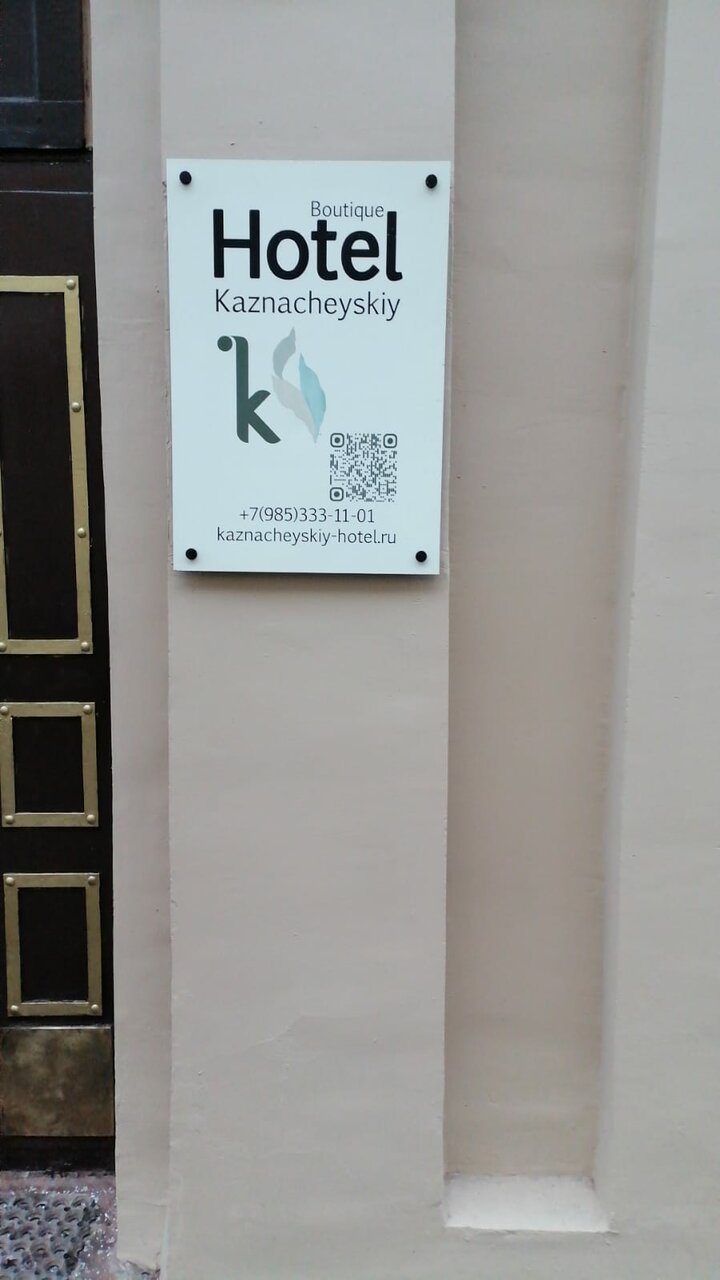 Boutique
Hotel
Kaznacheyskiy
k
+7(985)333-11-01
kaznacheyskiy-hotel.ru